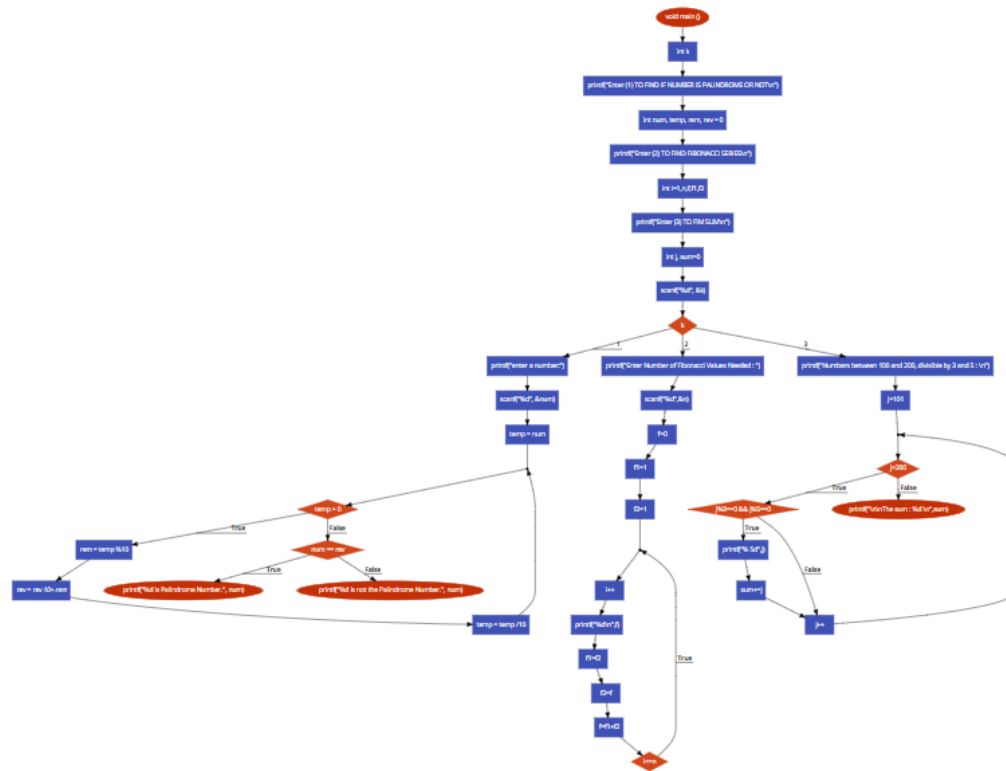 void main ()
int k
printf("Enter (1) TO FIND IF NUMBER IS PALINDROME OR NOT\n")
int num, temp, rem, rev = 0
printf("Enter (2) TO FIND FIBONACCI SERIES\n")
int i=1,n,f,f1,f2
printf("Enter (3) TO FIM SUM\n")
int j, sum=0
scanf("%d", &k)
k
1
2
3
printf("enter a number:")
printf("Enter Number of Fibonacci Values Needed : ")
printf("Numbers between 100 and 200, divisible by 3 and 5 : \n")
scanf("%d", &num)
scanf("%d",&n)
j=101
temp = num
f=0
f1=1
j<200
True
False
temp > 0
f2=1
j%3==0 && j%5==0
printf("\n\nThe sum : %d\n",sum)
True
False
True
rem = temp %10
num == rev
printf("% 5d",j)
True
False
False
rev = rev 10+ rem
printf("%d is Palindrome Number.", num)
printf("%d is not the Palindrome Number.", num)
i++
sum+=j
temp = temp /10
printf("%d\n",f)
j++
f1=f2
True
f2=f
f=f1+f2
i<=n